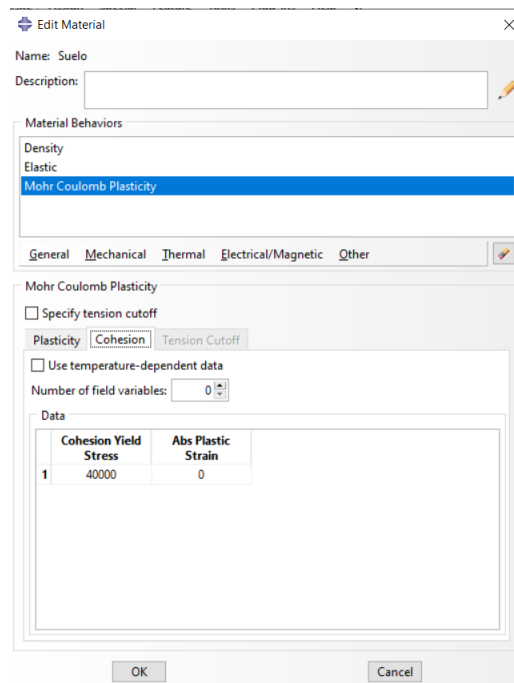 Edit Material
Name: Suelo
Description:
Material Behaviors
Density
Elastic
Mohr Coulomb Plasticity
General Mechanical Thermal Electrical/Magnetic Other
Mohr Coulomb Plasticity
Specify tension cutoff
Plasticity Cohesion Tension Cutoff
Use temperature-dependent data
Number of field variables: 0
Data
Cohesion Yield Stress Abs Plastic Strain
1 40000 0
OK Cancel